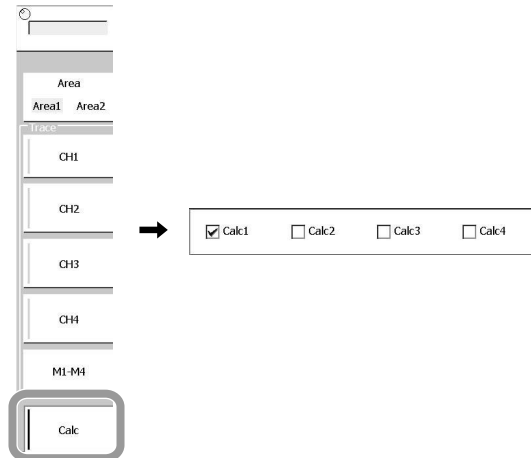 Area
Area1 Area2
Trace
CH1
CH2
CH3
CH4
M1-M4
Calc
Calc1 Calc2 Calc3 Calc4